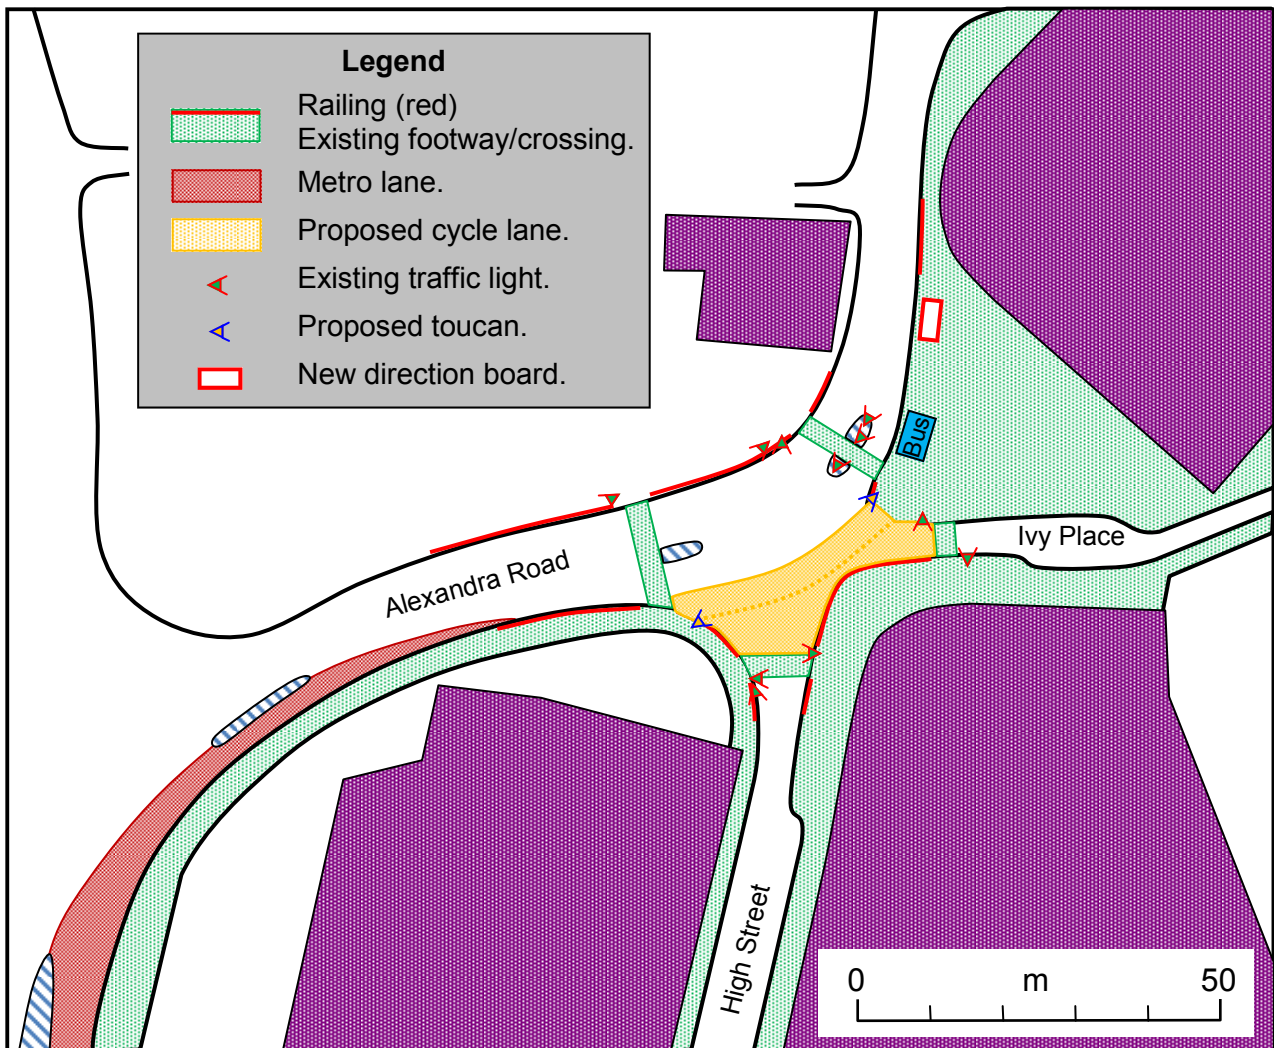 Legend
Railing (red)
Existing footway/crossing.
Metro lane.
Proposed cycle lane.
Existing traffic light.
Proposed toucan.
New direction board.
Bus
Ivy Place
Alexandra Road
High Street
0 m 50